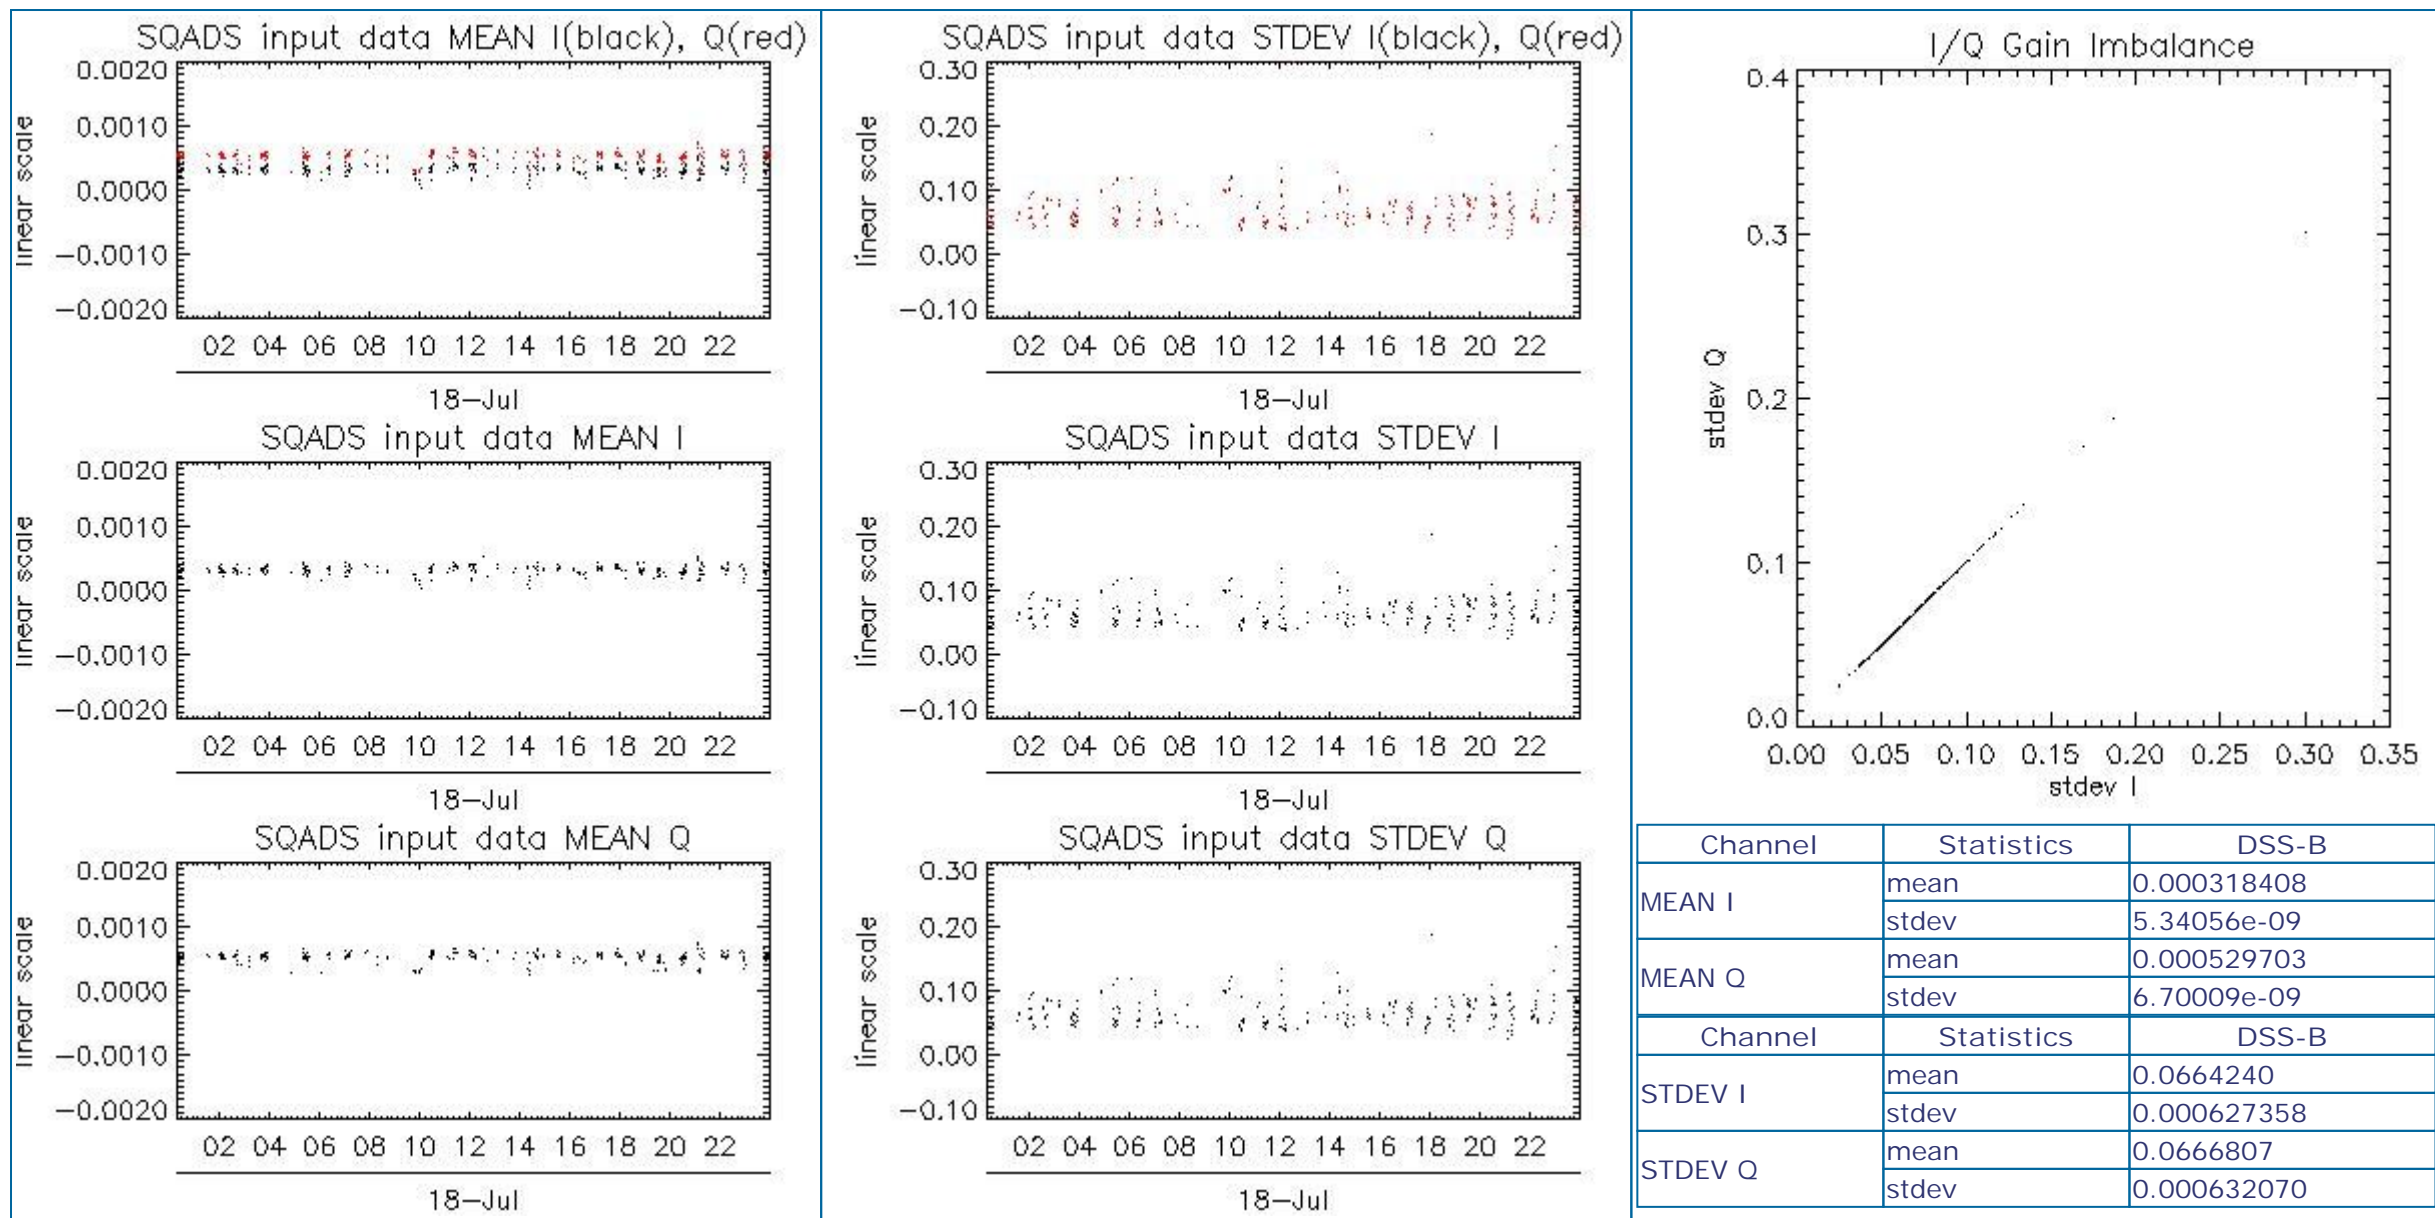 SQADS input data MEAN I(black), Q(red)
0.0020
0.0010
0.0000
-0.0010
-0.0020
linear scale
02 04 06 08 10 12 14 16 18 20 22
18-Jul
SQADS input data MEAN I
0.0020
0.0010
0.0000
-0.0010
-0.0020
linear scale
02 04 06 08 10 12 14 16 18 20 22
18-Jul
SQADS input data MEAN Q
0.0020
0.0010
0.0000
-0.0010
-0.0020
linear scale
02 04 06 08 10 12 14 16 18 20 22
18-Jul
SQADS input data STDEV I(black), Q(red)
0.30
0.20
0.10
0.00
-0.10
linear scale
02 04 06 08 10 12 14 16 18 20 22
18-Jul
SQADS input data STDEV I
0.30
0.20
0.10
0.00
-0.10
linear scale
02 04 06 08 10 12 14 16 18 20 22
18-Jul
SQADS input data STDEV Q
0.30
0.20
0.10
0.00
-0.10
linear scale
02 04 06 08 10 12 14 16 18 20 22
18-Jul
I/Q Gain Imbalance
0.4
0.3
0.2
0.1
0.0
stdev Q
0.00 0.05 0.10 0.15 0.20 0.25 0.30 0.35
stdev I
Channel Statistics DSS-B
MEAN I mean 0.000318408
stdev 5.34056e-09
MEAN Q mean 0.000529703
stdev 6.70009e-09
Channel Statistics DSS-B
STDEV I mean 0.0664240
stdev 0.000627358
STDEV Q mean 0.0666807
stdev 0.000632070